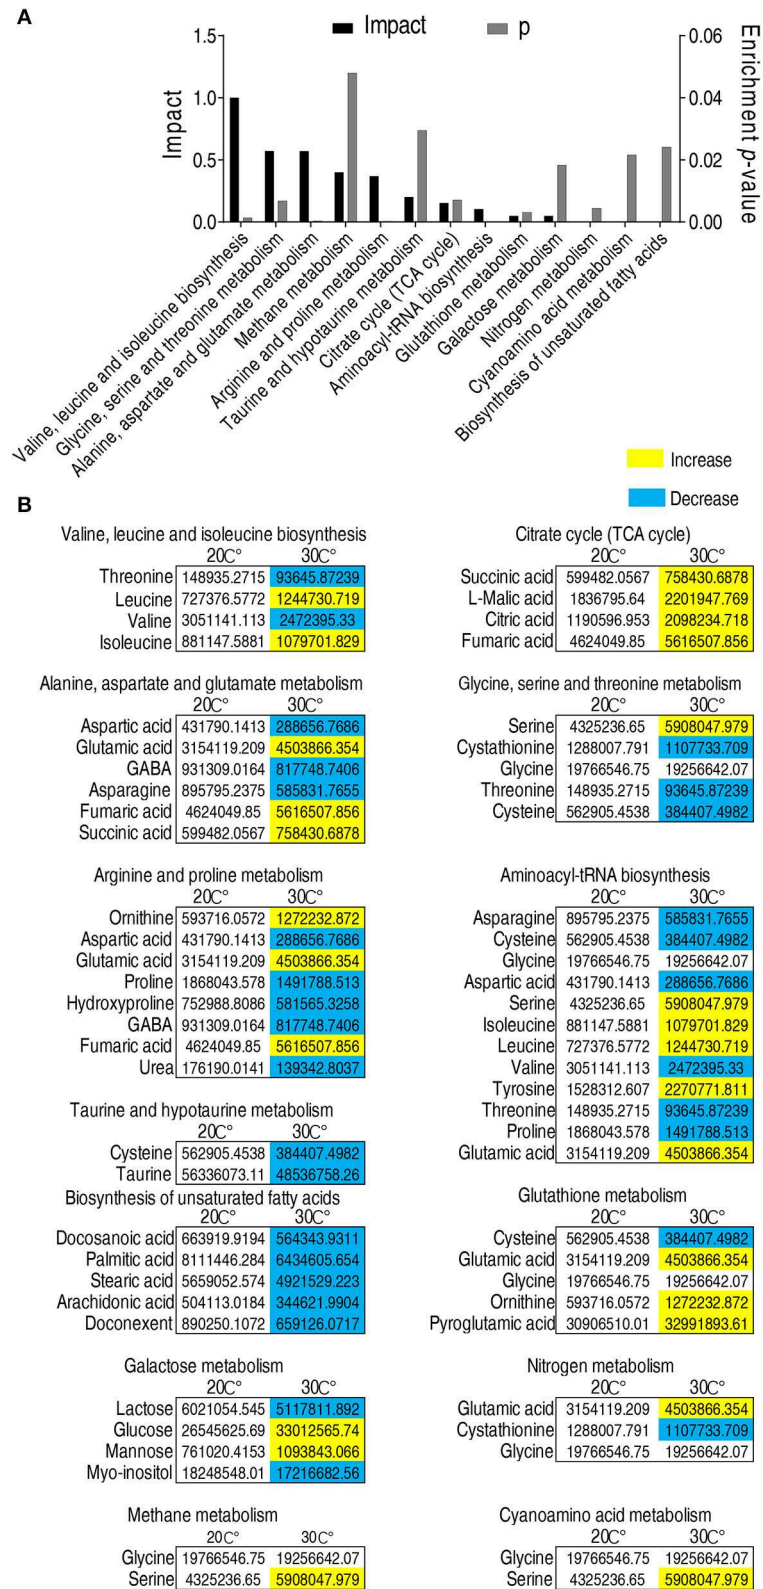 A
Impact
p
1.5
1.0
0.5
0.0
Impact
0.06
0.04
0.02
0.00
Enrichment p-value
Valine, leucine and isoleucine biosynthesis
Glycine, serine and threonine metabolism
Alanine, aspartate and glutamate metabolism
Methane metabolism
Arginine and proline metabolism
Taurine and hypotaurine metabolism
Citrate cycle (TCA cycle)
Aminoacyl-tRNA biosynthesis
Glutathione metabolism
Galactose metabolism
Nitrogen metabolism
Cyanoamino acid metabolism
Biosynthesis of unsaturated fatty acids
Increase
Decrease
B
Valine, leucine and isoleucine biosynthesis
20C° 30C°
Threonine 148935.2715 93645.87239
Leucine 727376.5772 1244730.719
Valine 3051141.113 2472395.33
Isoleucine 881147.5881 1079701.829
Citrate cycle (TCA cycle)
20C° 30C°
Succinic acid 599482.0567 758430.6878
L-Malic acid 1836795.64 2201947.769
Citric acid 1190596.953 2098234.718
Fumaric acid 4624049.85 5616507.856
Alanine, aspartate and glutamate metabolism
20C° 30C°
Aspartic acid 431790.1413 288656.7686
Glutamic acid 3154119.209 4503866.354
GABA 931309.0164 817748.7406
Asparagine 895795.2375 585831.7655
Fumaric acid 4624049.85 5616507.856
Succinic acid 599482.0567 758430.6878
Glycine, serine and threonine metabolism
20C° 30C°
Serine 4325236.65 5908047.979
Cystathionine 1288007.791 1107733.709
Glycine 19766546.75 19256642.07
Threonine 148935.2715 93645.87239
Cysteine 562905.4538 384407.4982
Arginine and proline metabolism
20C° 30C°
Ornithine 593716.0572 1272232.872
Aspartic acid 431790.1413 288656.7686
Glutamic acid 3154119.209 4503866.354
Proline 1868043.578 1491788.513
Hydroxyproline 752988.8086 581565.3258
GABA 931309.0164 817748.7406
Fumaric acid 4624049.85 5616507.856
Urea 176190.0141 139342.8037
Aminoacyl-tRNA biosynthesis
20C° 30C°
Asparagine 895795.2375 585831.7655
Cysteine 562905.4538 384407.4982
Glycine 19766546.75 19256642.07
Aspartic acid 431790.1413 288656.7686
Serine 4325236.65 5908047.979
Isoleucine 881147.5881 1079701.829
Leucine 727376.5772 1244730.719
Valine 3051141.113 2472395.33
Tyrosine 1528312.607 2270771.811
Threonine 148935.2715 93645.87239
Proline 1868043.578 1491788.513
Glutamic acid 3154119.209 4503866.354
Taurine and hypotaurine metabolism
20C° 30C°
Cysteine 562905.4538 384407.4982
Taurine 56336073.11 48536758.26
Biosynthesis of unsaturated fatty acids
20C° 30C°
Docosanoic acid 663919.9194 564343.9311
Palmitic acid 8111446.284 6434605.654
Stearic acid 5659052.574 4921529.223
Arachidonic acid 504113.0184 344621.9904
Doconexent 890250.1072 659126.0717
Glutathione metabolism
20C° 30C°
Cysteine 562905.4538 384407.4982
Glutamic acid 3154119.209 4503866.354
Glycine 19766546.75 19256642.07
Ornithine 593716.0572 1272232.872
Pyroglutamic acid 30906510.01 32991893.61
Galactose metabolism
20C° 30C°
Lactose 6021054.545 5117811.892
Glucose 26545625.69 33012565.74
Mannose 761020.4153 1093843.066
Myo-inositol 18248548.01 17216682.56
Nitrogen metabolism
20C° 30C°
Glutamic acid 3154119.209 4503866.354
Cystathionine 1288007.791 1107733.709
Glycine 19766546.75 19256642.07
Methane metabolism
20C° 30C°
Glycine 19766546.75 19256642.07
Serine 4325236.65 5908047.979
Cyanoamino acid metabolism
20C° 30C°
Glycine 19766546.75 19256642.07
Serine 4325236.65 5908047.979